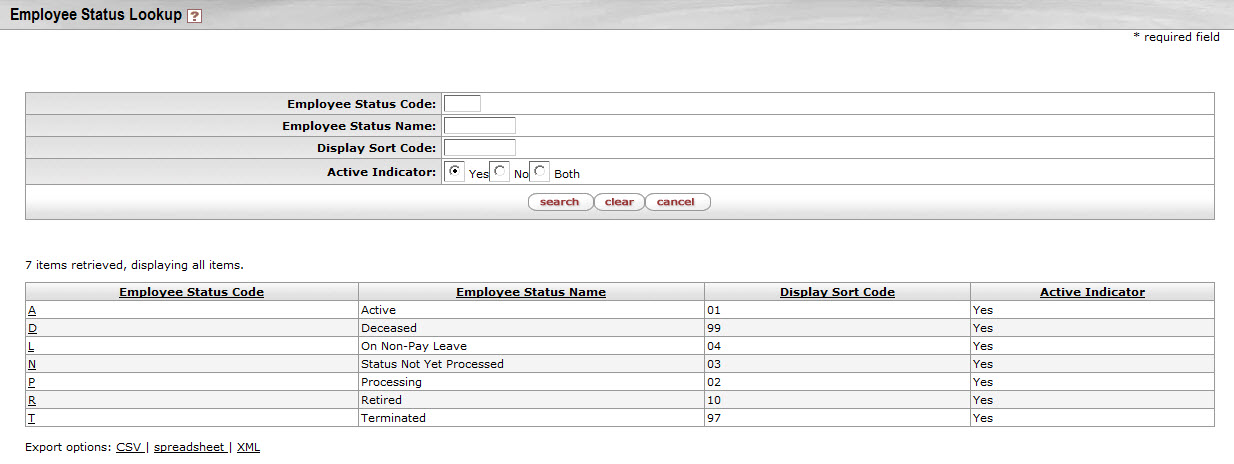 Employee Status Lookup ?
* required field
Employee Status Code:
Employee Status Name:
Display Sort Code:
Active Indicator: Yes No Both
search clear cancel
7 items retrieved, displaying all items.
Employee Status Code Employee Status Name Display Sort Code Active Indicator
A Active 01 Yes
D Deceased 99 Yes
L On Non-Pay Leave 04 Yes
N Status Not Yet Processed 03 Yes
P Processing 02 Yes
R Retired 10 Yes
T Terminated 97 Yes
Export options: CSV | spreadsheet | XML